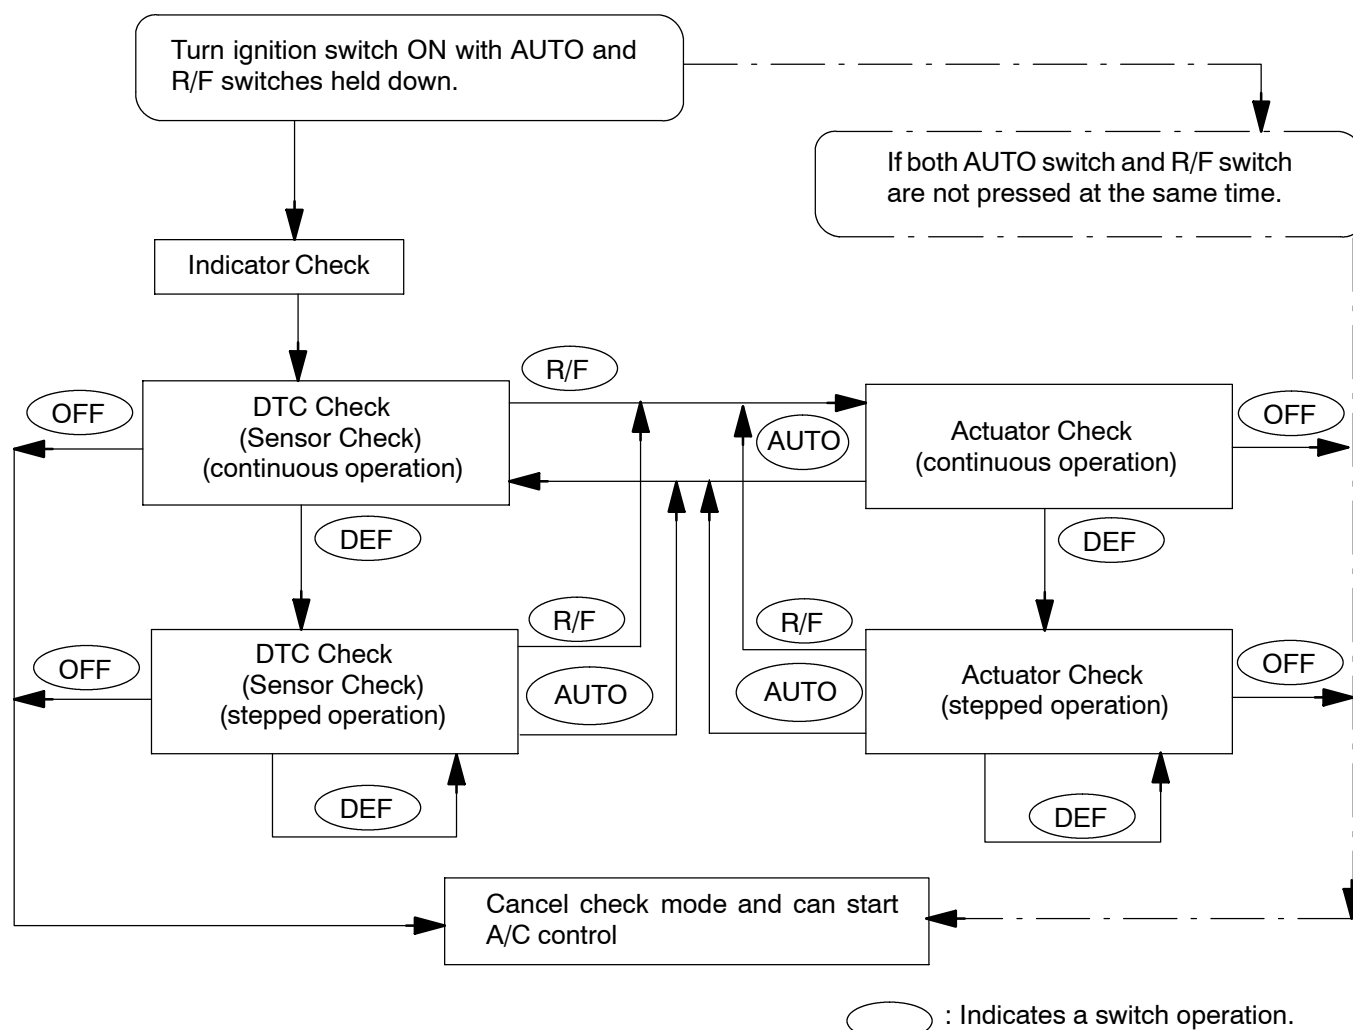 Turn ignition switch ON with AUTO and
R/F switches held down.
If both AUTO switch and R/F switch
are not pressed at the same time.
Indicator Check
R/F
OFF
DTC Check
(Sensor Check)
(continuous operation)
AUTO
Actuator Check
(continuous operation)
OFF
DEF
DEF
R/F
R/F
OFF
DTC Check
(Sensor Check)
(stepped operation)
AUTO
AUTO
Actuator Check
(stepped operation)
OFF
DEF
DEF
Cancel check mode and can start
A/C control
: Indicates a switch operation.